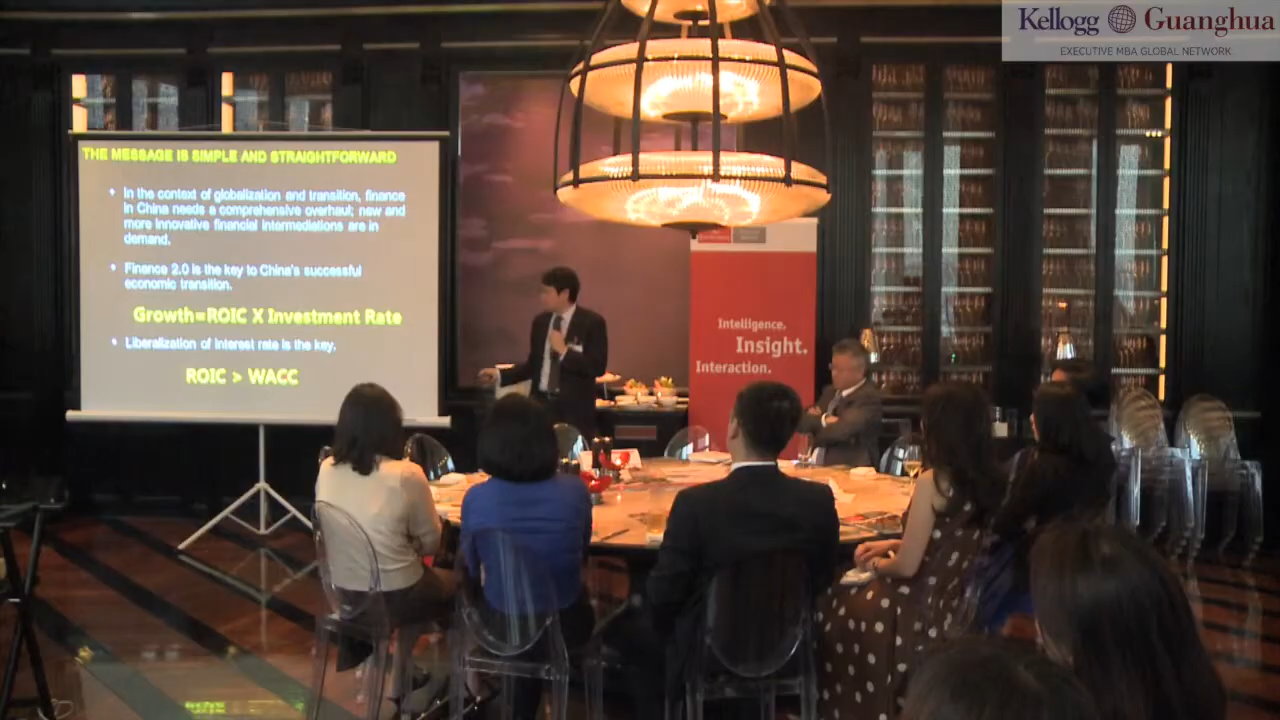 Kellogg Guanghua
EXECUTIVE MBA GLOBAL NETWORK
THE MESSAGE IS SIMPLE AND STRAIGHTFORWARD
• In the context of globalization and transition, finance
in China needs a comprehensive overhaul; new and
more innovative financial intermediations are in
demand.
• Finance 2.0 is the key to China's successful
economic transition.
Growth=ROIC X Investment Rate
• Liberalization of interest rate is the key.
ROIC > WACC
Intelligence.
Insight.
Interaction.